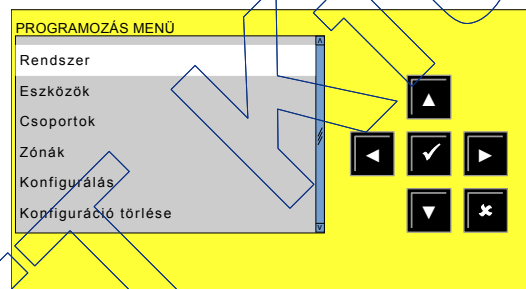 PROGRAMOZÁS MENÜ
Rendszer
Eszközök
Csoportok
Zónák
Konfigurálás
Konfiguráció törlése